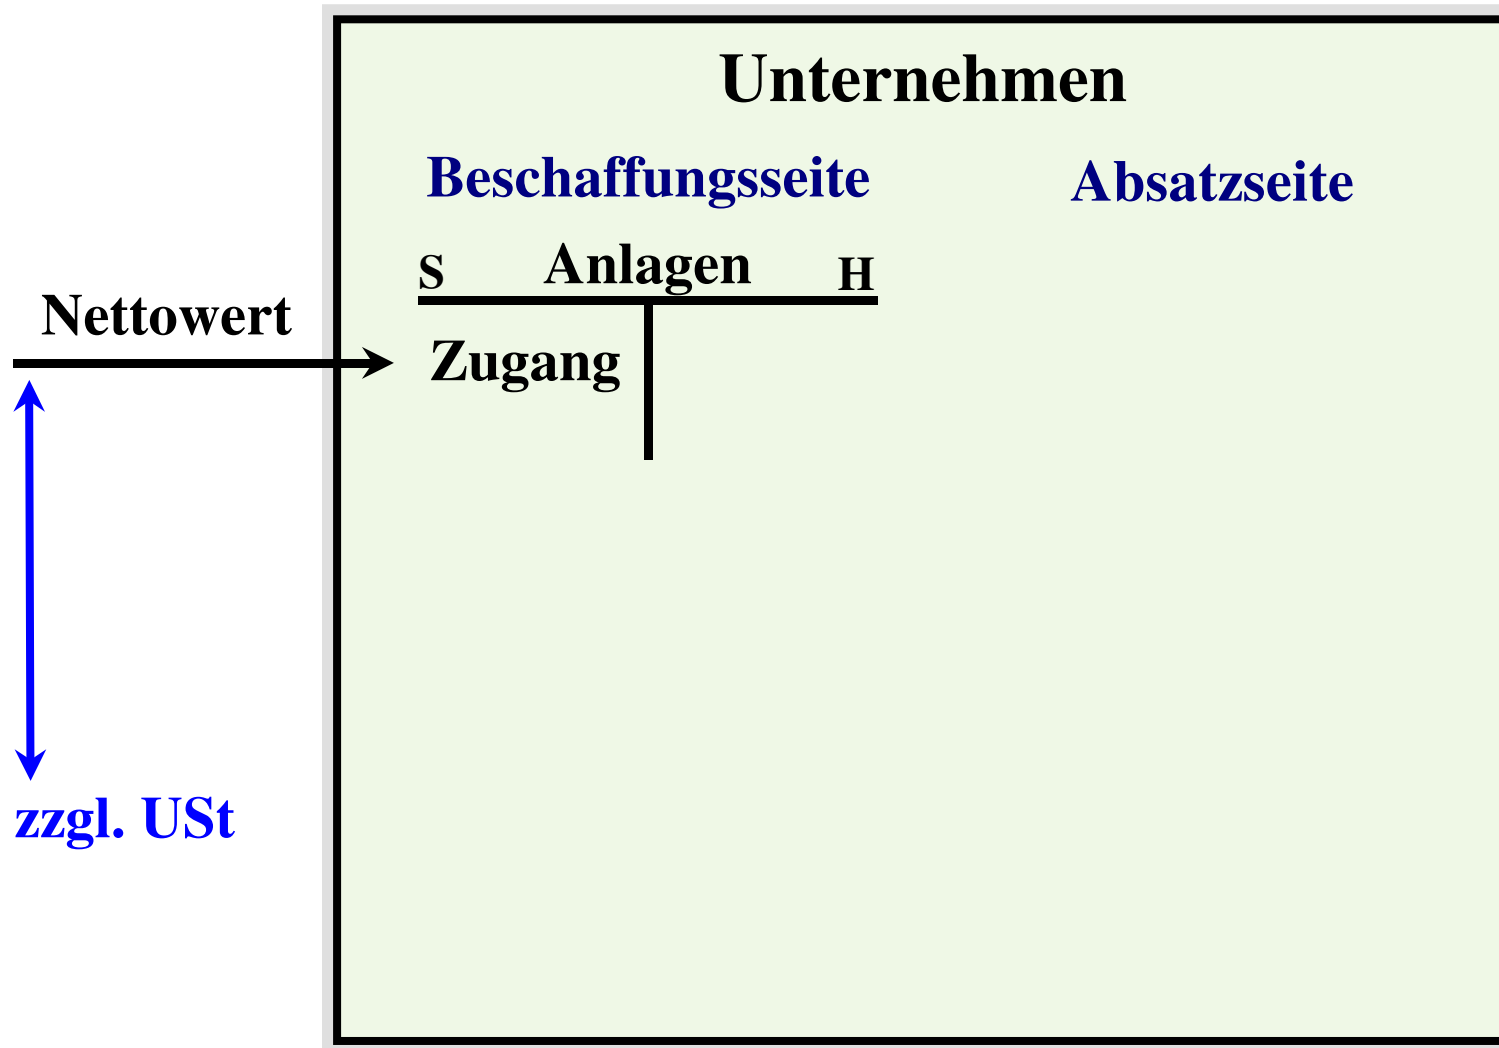 Unternehmen
Beschaffungsseite Absatzseite
S Anlagen H
Nettowert
Zugang
zzgl. USt